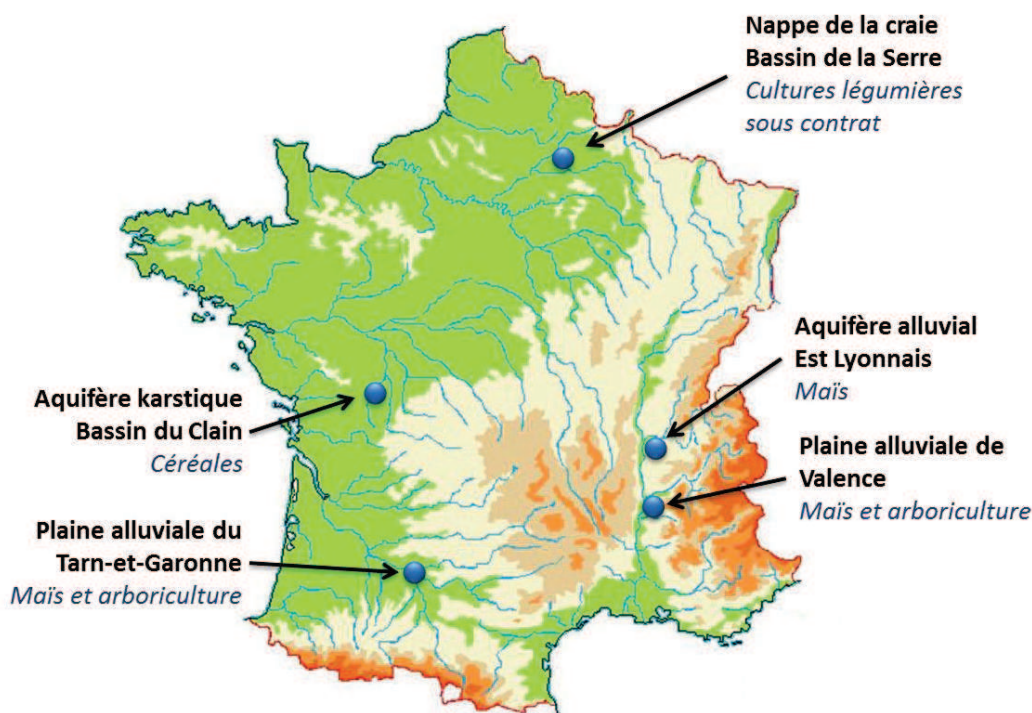 Nappe de la craie
Bassin de la Serre
Cultures légumières
sous contrat
Aquifère alluvial
Est Lyonnais
Maïs
Aquifère karstique
Bassin du Clain
Céréales
Plaine alluviale de
Valence
Maïs et arboriculture
Plaine alluviale du
Tarn-et-Garonne
Maïs et arboriculture